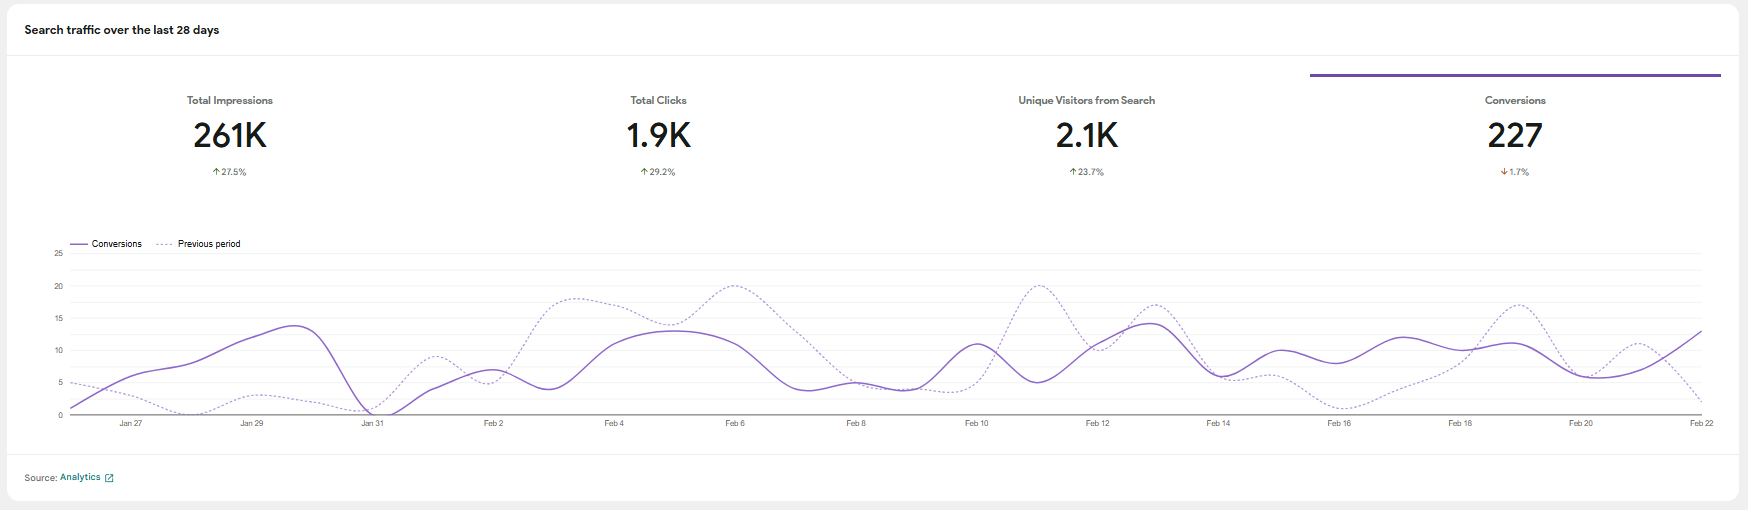 Search traffic over the last 28 days
Total Impressions
261K
↑27.5%
Total Clicks
1.9K
↑29.2%
Unique Visitors from Search
2.1K
↑23.7%
Conversions
227
↓1.7%
Conversions
Previous period
25
20
15
10
5
0
Jan 27 Jan 29 Jan 31 Feb 2 Feb 4 Feb 6 Feb 8 Feb 10 Feb 12 Feb 14 Feb 16 Feb 18 Feb 20 Feb 22
Source: Analytics